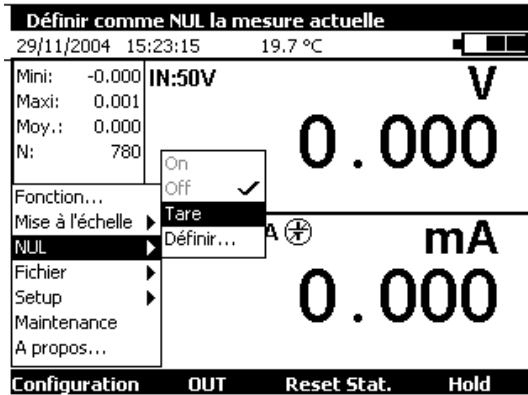 Définir comme NUL la mesure actuelle
29/11/2004 15:23:15 19.7 °C
Mini: -0.000
Maxi: 0.001
Moy.: 0.000
N: 780
IN:50V
V
0.000
Fonction...
Mise à l'échelle
NUL
Fichier
Setup
Maintenance
A propos...
On
Off
Tare
Définir...
A
mA
0.000
Configuration OUT Reset Stat. Hold